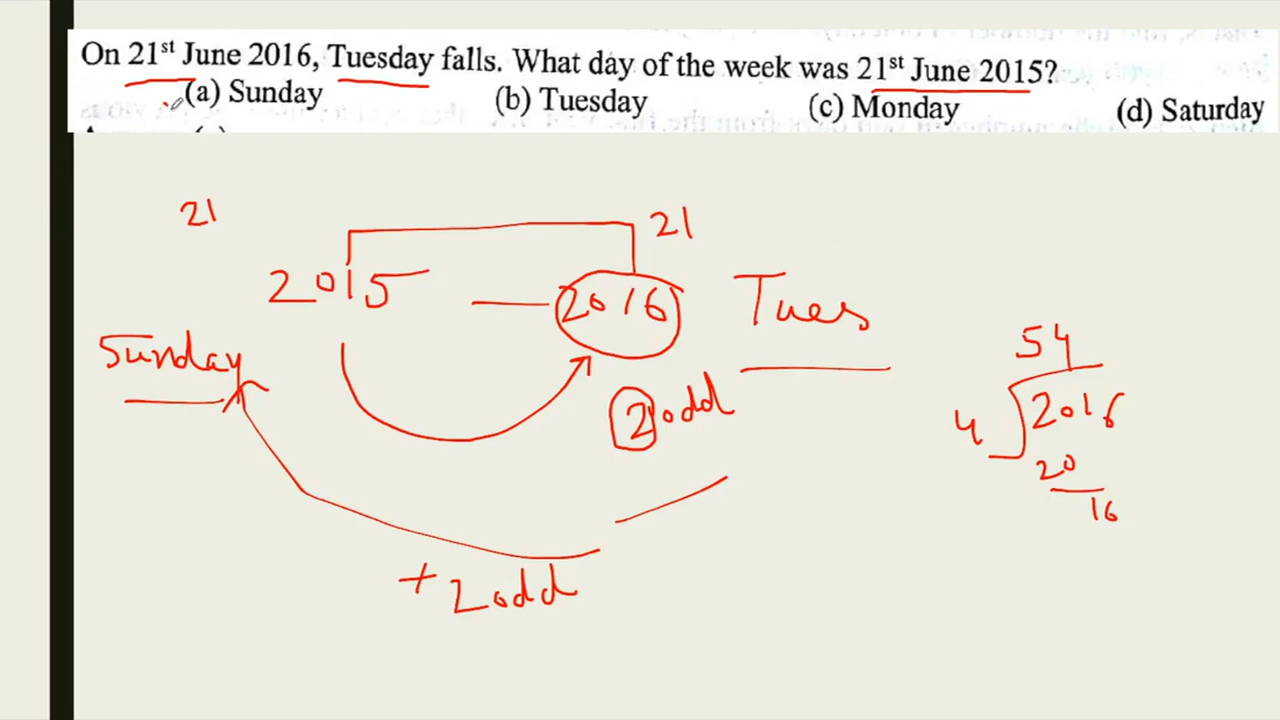 On 21st June 2016, Tuesday falls. What day of the week was 21st June 2015?
(a) Sunday (b) Tuesday (c) Monday (d) Saturday
21 21
2015 2016 Tues
Sunday
54
4 2016
2 odd
20
16
+ 2 odd